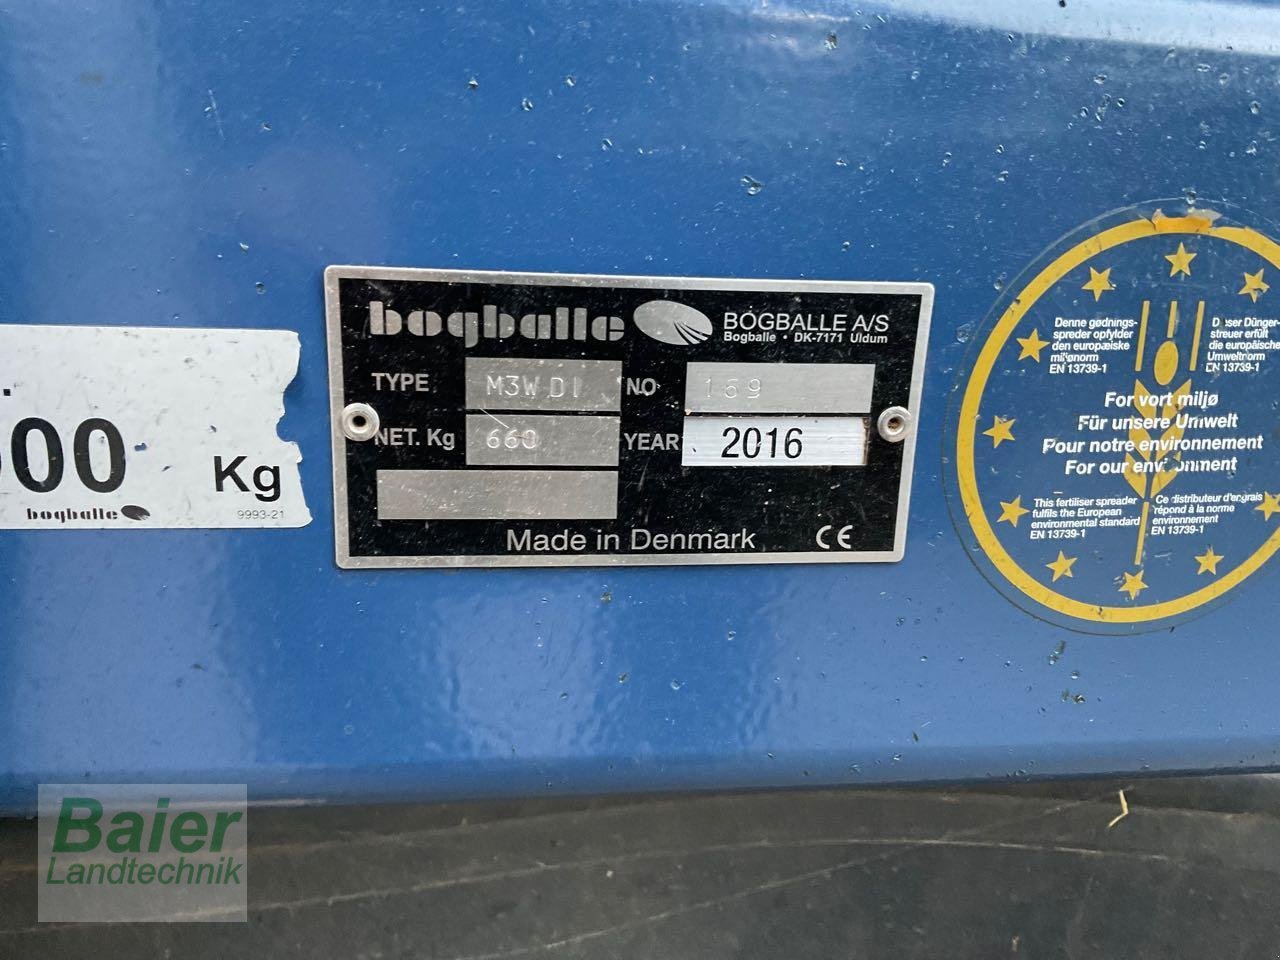 00 Kg
bogballe
9993-21
bogballe BOGBALLE A/S
Bogballe • DK-7171 Uldum
TYPE M3W DI NO 169
NET. Kg 660 YEAR 2016
Made in Denmark CE
Denne gødnings-
spreder opfylder
den europæiske
miljønorm
EN 13739-1
Dieser Dünger-
streuer erfüllt
die europäische
Umweltnorm
EN 13739-1
For vort miljø
Für unsere Umwelt
Pour notre environnement
For our environment
This fertiliser spreader
fulfils the European
environmental standard
EN 13739-1
Ce distributeur d'engrais
répond à la norme
environnement
EN 13739-1
Baier
Landtechnik